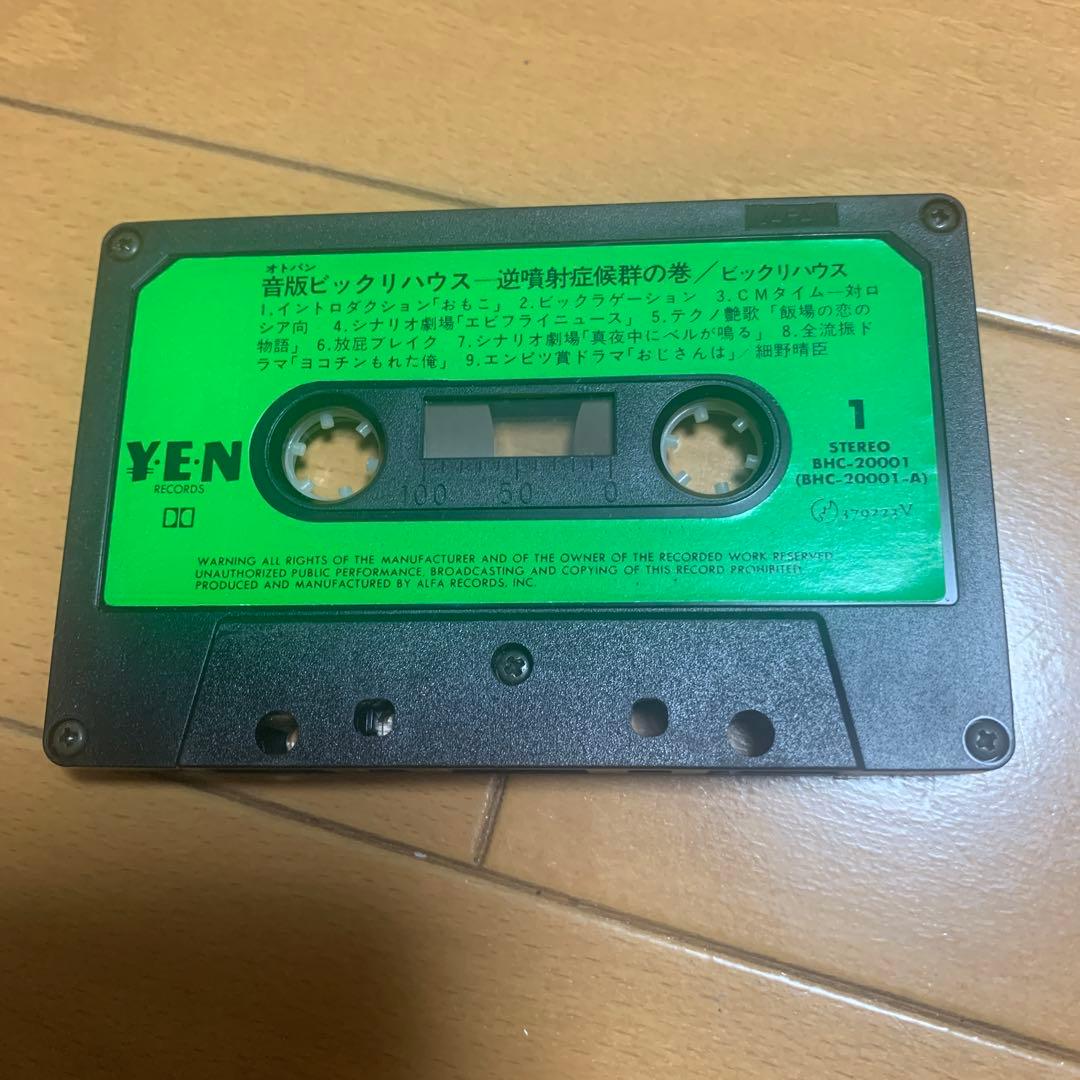 オトバン
音版ビックリハウス—逆噴射症候群の巻／ビックリハウス
1.イントロダクション「おもこ」 2.ビックラゲーション 3.CMタイム—対ロ
シア向 4.シナリオ劇場「エビフライニュース」 5.テクノ艶歌「飯場の恋の
物語」 6.放屁ブレイク 7.シナリオ劇場「真夜中にベルが鳴る」 8.全流振ド
ラマ「ヨコチンもれた俺」 9.エンピツ賞ドラマ「おじさんは」／細野晴臣
Y·E·N
RECORDS
1
STEREO
BHC-20001
(BHC-20001-A)
379223V
100 50 0
WARNING ALL RIGHTS OF THE MANUFACTURER AND OF THE OWNER OF THE RECORDED WORK RESERVED
UNAUTHORIZED PUBLIC PERFORMANCE, BROADCASTING AND COPYING OF THIS RECORD PROHIBITED
PRODUCED AND MANUFACTURED BY ALFA RECORDS, INC.